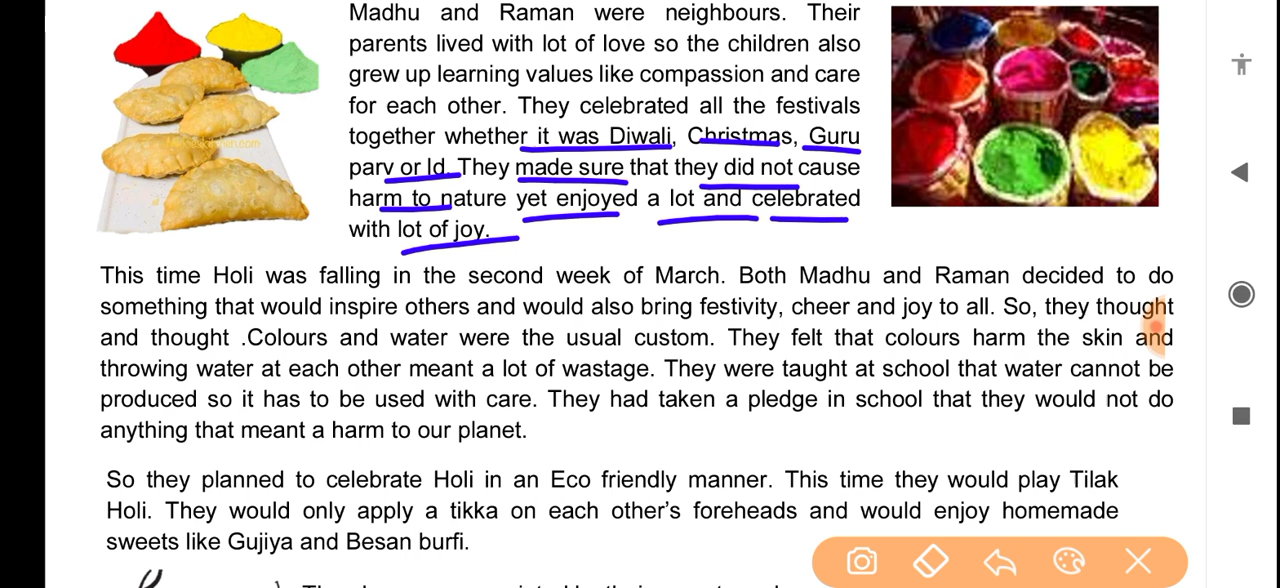 Madhu and Raman were neighbours. Their
parents lived with lot of love so the children also
grew up learning values like compassion and care
for each other. They celebrated all the festivals
together whether it was Diwali, Christmas, Guru
parv or Id. They made sure that they did not cause
harm to nature yet enjoyed a lot and celebrated
with lot of joy.
This time Holi was falling in the second week of March. Both Madhu and Raman decided to do
something that would inspire others and would also bring festivity, cheer and joy to all. So, they thought
and thought .Colours and water were the usual custom. They felt that colours harm the skin and
throwing water at each other meant a lot of wastage. They were taught at school that water cannot be
produced so it has to be used with care. They had taken a pledge in school that they would not do
anything that meant a harm to our planet.
So they planned to celebrate Holi in an Eco friendly manner. This time they would play Tilak
Holi. They would only apply a tikka on each other's foreheads and would enjoy homemade
sweets like Gujiya and Besan burfi.